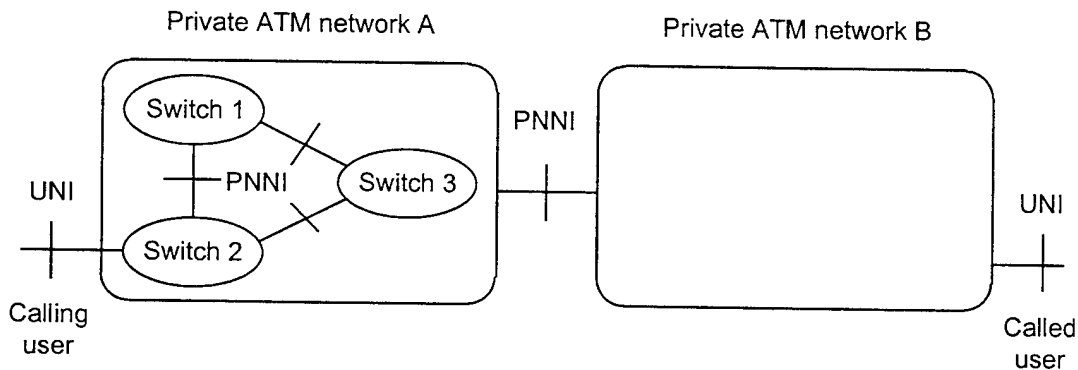 Private ATM network A
Private ATM network B
Switch 1
PNNI
PNNI
Switch 3
UNI
UNI
Switch 2
Calling
user
Called
user